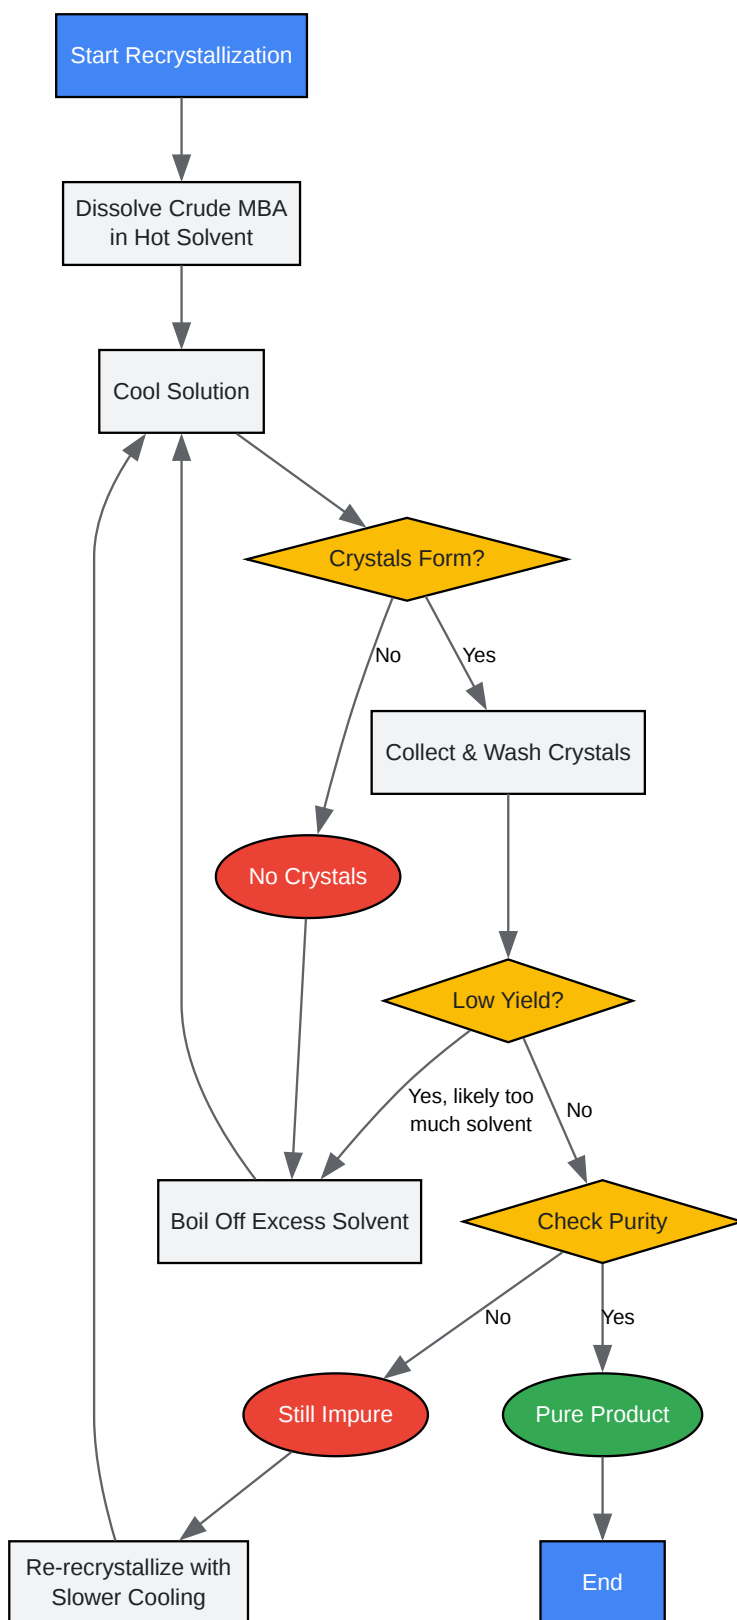 Start Recrystallization
Dissolve Crude MBA
in Hot Solvent
Cool Solution
Crystals Form?
No
Yes
Collect & Wash Crystals
No Crystals
Low Yield?
Yes, likely too
much solvent
No
Boil Off Excess Solvent
Check Purity
No
Yes
Still Impure
Pure Product
Re-recrystallize with
Slower Cooling
End